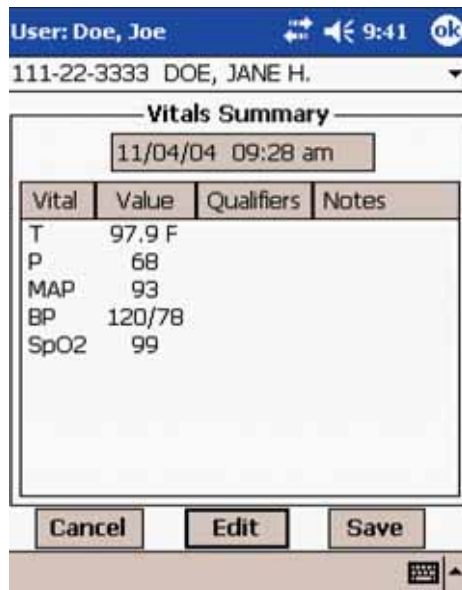 User: Doe, Joe 9:41 ok
111-22-3333 DOE, JANE H.
Vitals Summary
11/04/04 09:28 am
Vital Value Qualifiers Notes
T 97.9 F
P 68
MAP 93
BP 120/78
SpO2 99
Cancel Edit Save